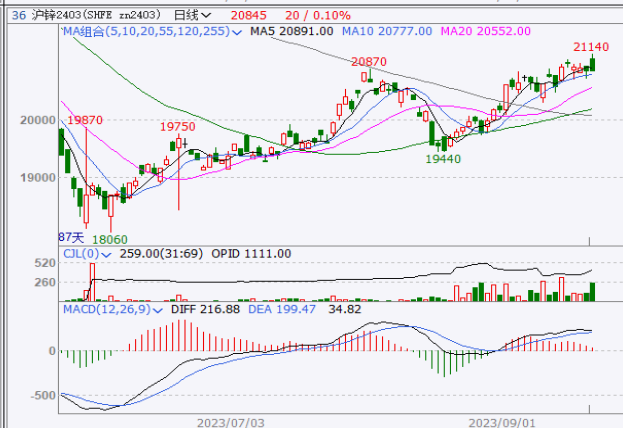 36 沪锌2403(SHFE zn2403) 日线 20845 20 / 0.10%
MA组合(5,10,20,55,120,255) MA5 20891.00 MA10 20777.00 MA20 20552.00
21140
20870
20000
19870
19750
19440
19000
87天
18060
CJL(0) 259.00(31:69) OPID 1111.00
520
260
MACD(12,26,9) DIFF 216.88 DEA 199.47 34.82
0
-500
2023/07/03 2023/09/01